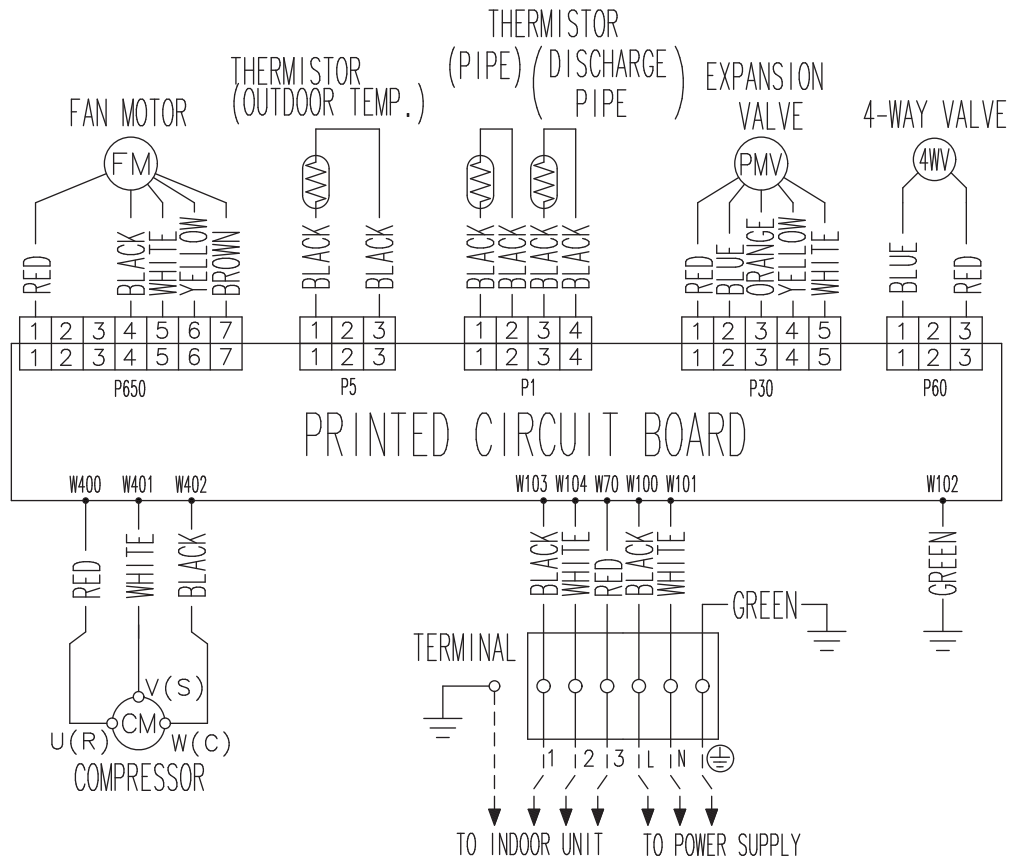 THERMISTOR
(PIPE) (DISCHARGE PIPE)
THERMISTOR
(OUTDOOR TEMP.)
EXPANSION
VALVE
FAN MOTOR
4-WAY VALVE
FM
PMV
4WV
RED BLACK WHITE YELLOW BROWN
BLACK BLACK
BLACK BLACK BLACK BLACK
RED BLUE ORANGE YELLOW WHITE
BLUE RED
1 2 3 4 5 6 7
1 2 3 4 5 6 7
P650
1 2 3
1 2 3
P5
1 2 3 4
1 2 3 4
P1
1 2 3 4 5
1 2 3 4 5
P30
1 2 3
1 2 3
P60
PRINTED CIRCUIT BOARD
W400 W401 W402
W103 W104 W70 W100 W101
W102
RED WHITE BLACK
BLACK WHITE RED BLACK WHITE
GREEN
GREEN
TERMINAL
V(S)
CM
U(R)
W(C)
COMPRESSOR
1 2 3 L N
TO INDOOR UNIT
TO POWER SUPPLY